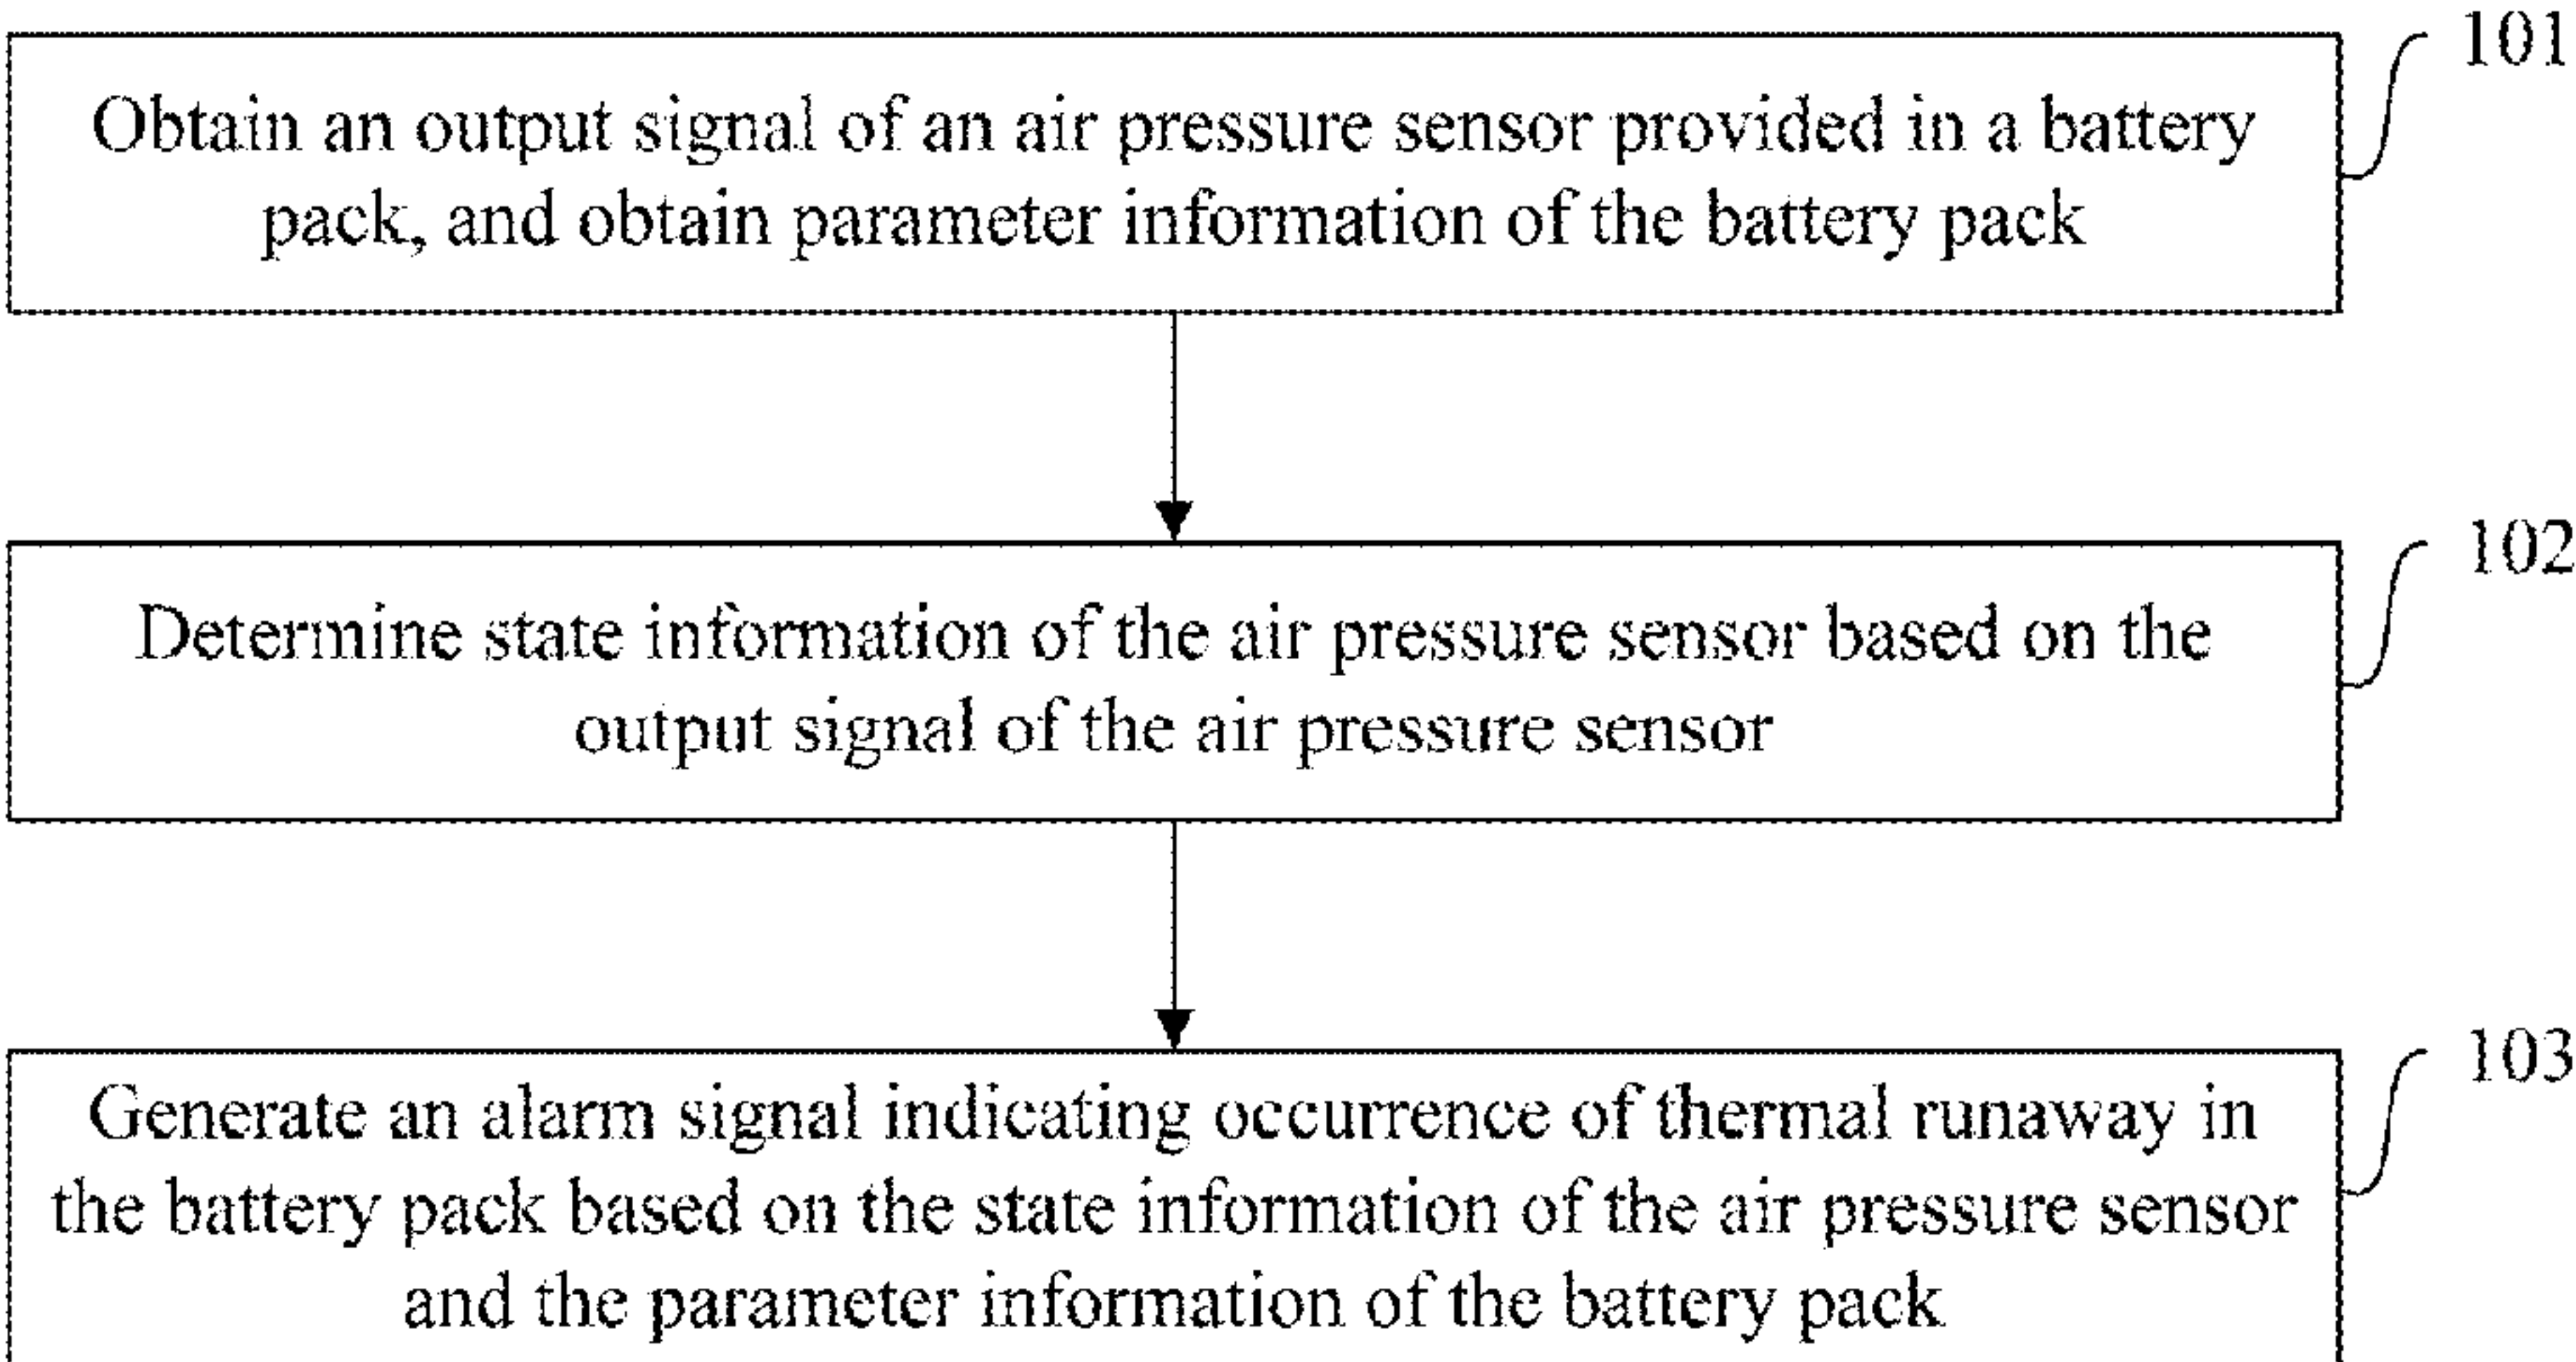 101
Obtain an output signal of an air pressure sensor provided in a battery
pack, and obtain parameter information of the battery pack
102
Determine state information of the air pressure sensor based on the
output signal of the air pressure sensor
103
Generate an alarm signal indicating occurrence of thermal runaway in
the battery pack based on the state information of the air pressure sensor
and the parameter information of the battery pack